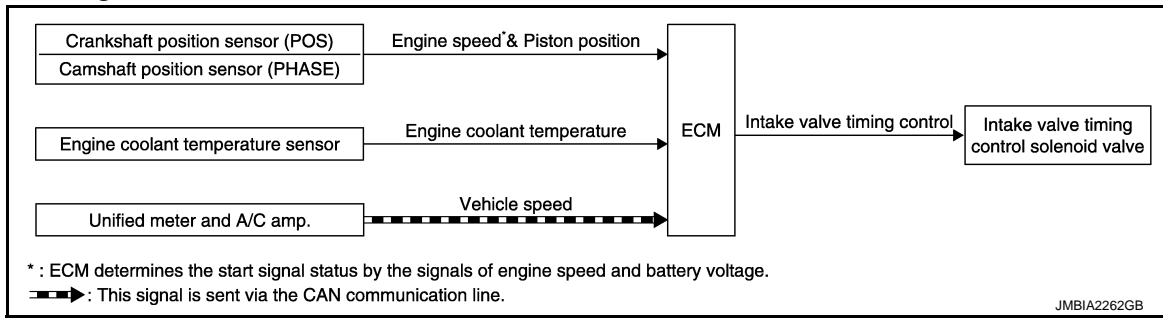 Crankshaft position sensor (POS)
Camshaft position sensor (PHASE)
Engine speed*& Piston position
Engine coolant temperature sensor
Engine coolant temperature
Unified meter and A/C amp.
Vehicle speed
ECM
Intake valve timing control
Intake valve timing
control solenoid valve
* : ECM determines the start signal status by the signals of engine speed and battery voltage.
: This signal is sent via the CAN communication line.
JMBIA2262GB